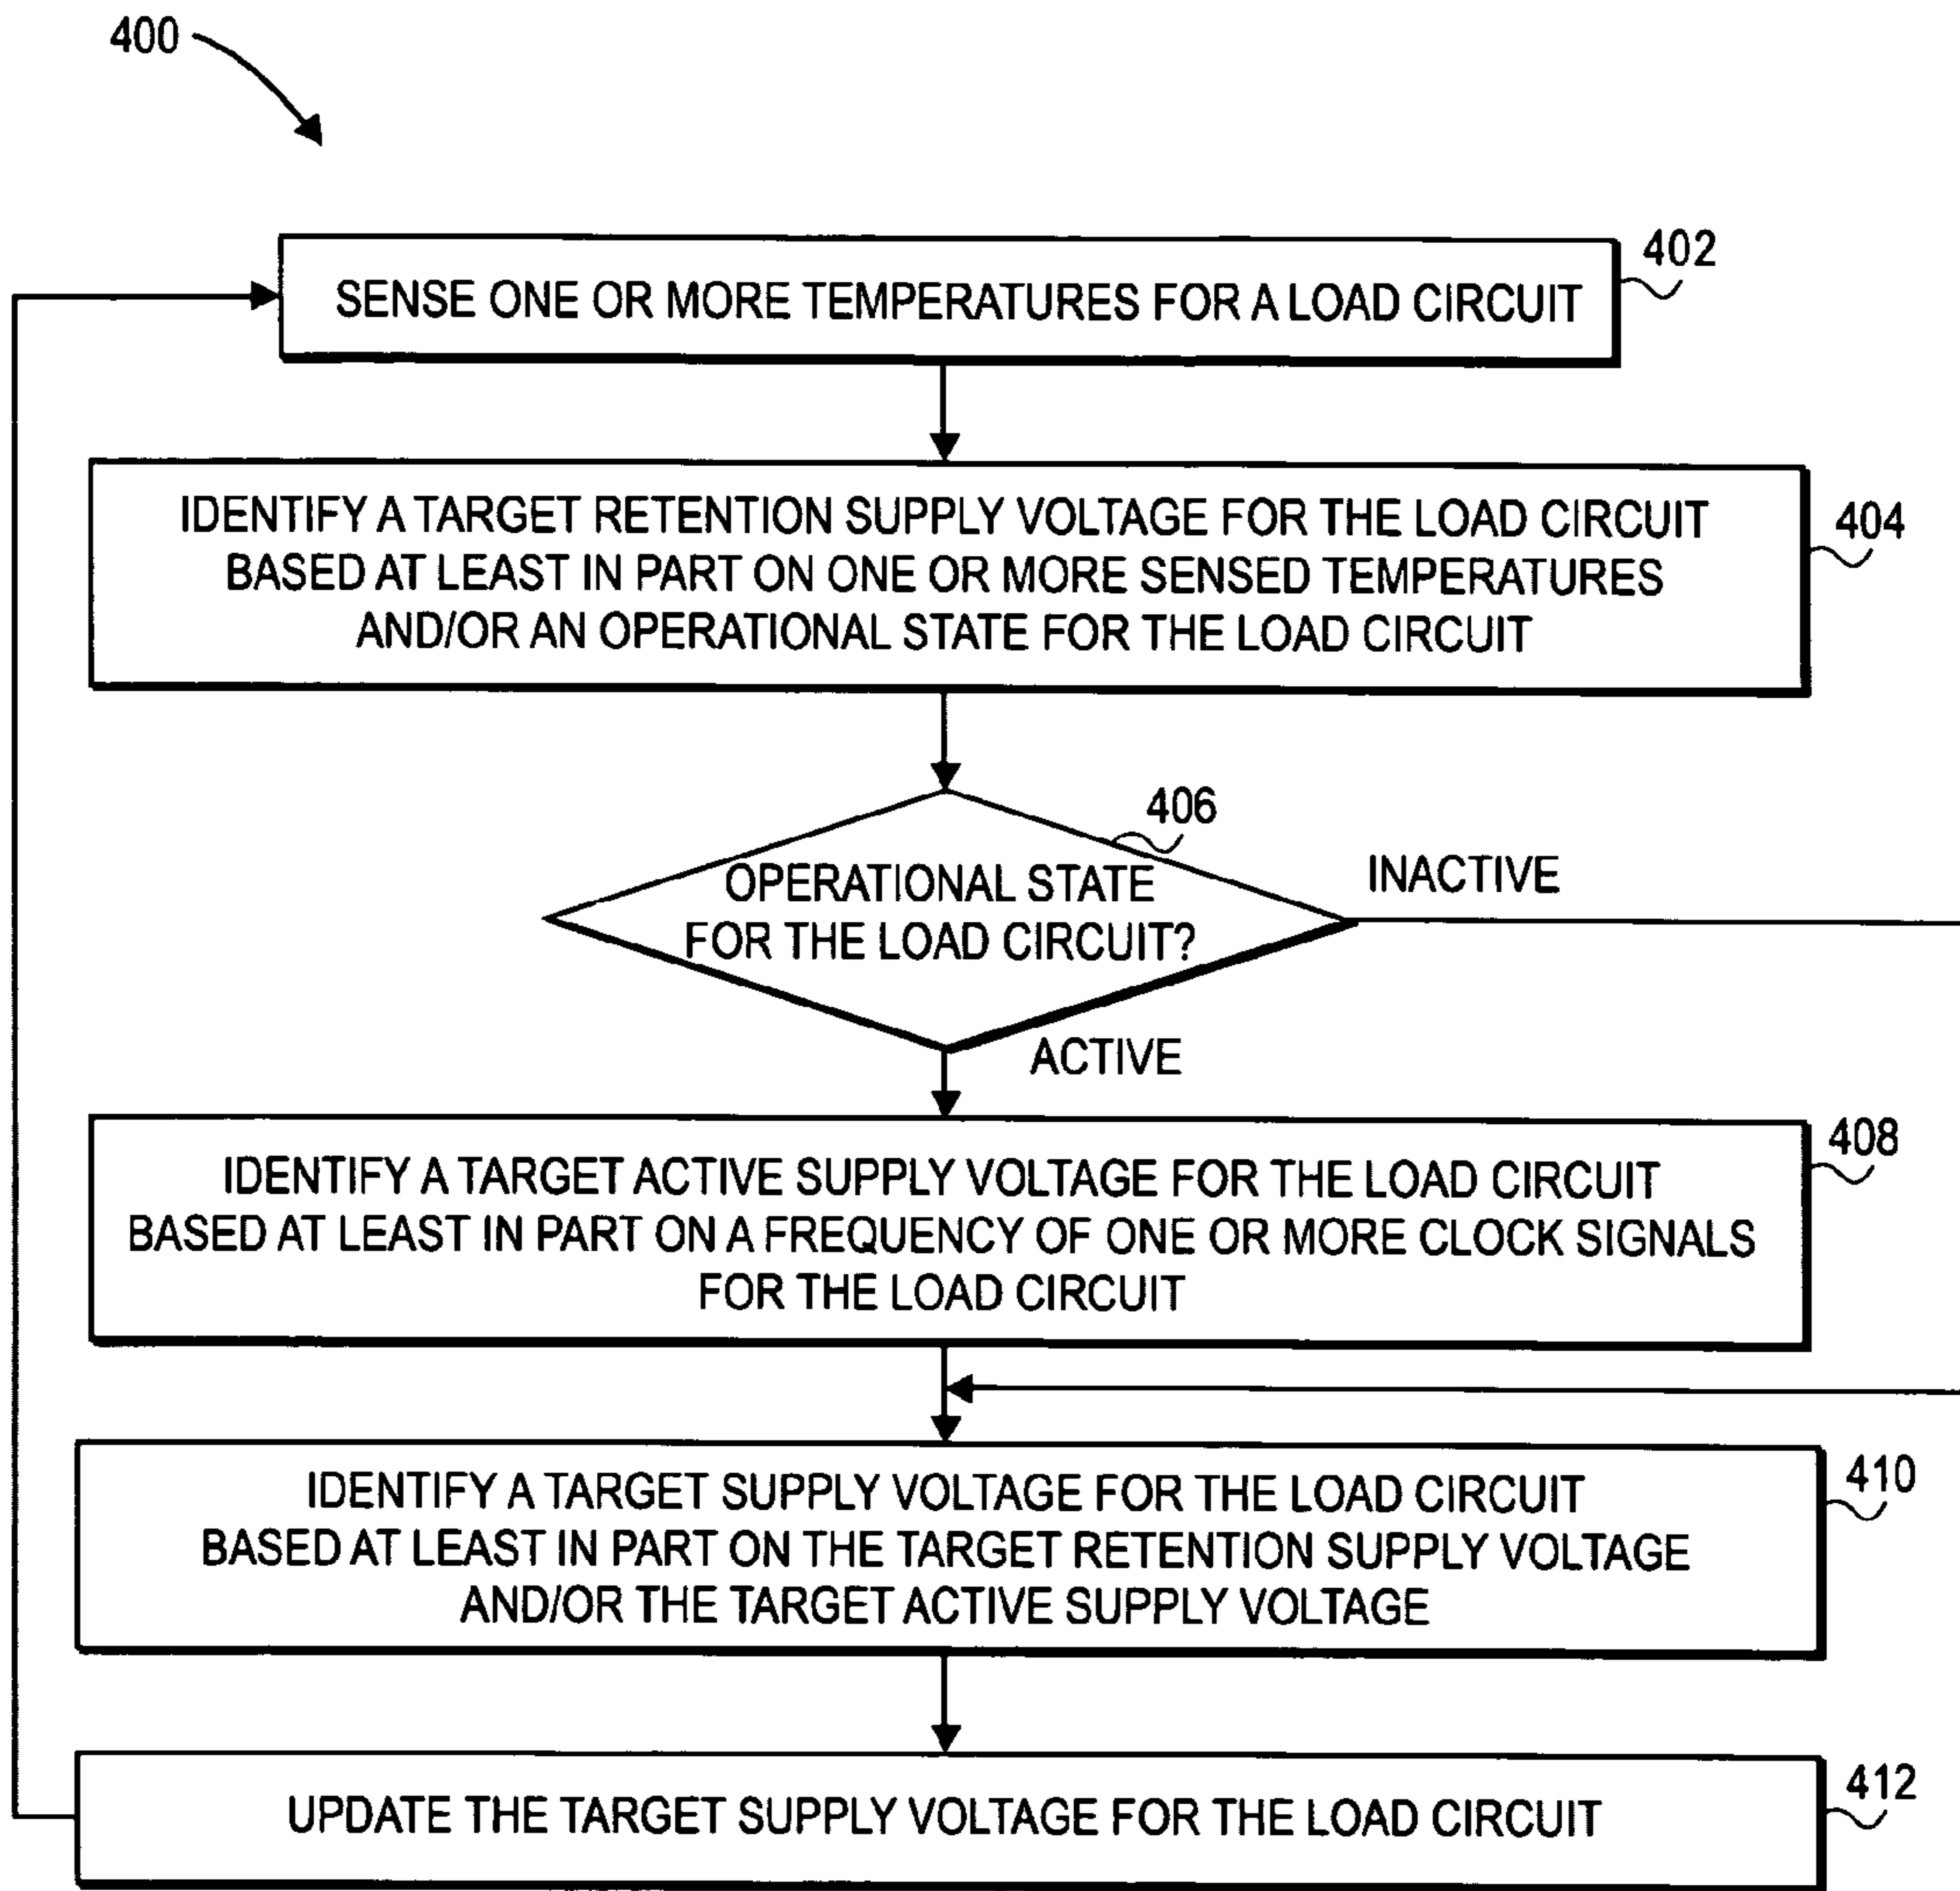 400
SENSE ONE OR MORE TEMPERATURES FOR A LOAD CIRCUIT
402
IDENTIFY A TARGET RETENTION SUPPLY VOLTAGE FOR THE LOAD CIRCUIT
BASED AT LEAST IN PART ON ONE OR MORE SENSED TEMPERATURES
AND/OR AN OPERATIONAL STATE FOR THE LOAD CIRCUIT
404
406
OPERATIONAL STATE
FOR THE LOAD CIRCUIT?
INACTIVE
ACTIVE
IDENTIFY A TARGET ACTIVE SUPPLY VOLTAGE FOR THE LOAD CIRCUIT
BASED AT LEAST IN PART ON A FREQUENCY OF ONE OR MORE CLOCK SIGNALS
FOR THE LOAD CIRCUIT
408
IDENTIFY A TARGET SUPPLY VOLTAGE FOR THE LOAD CIRCUIT
BASED AT LEAST IN PART ON THE TARGET RETENTION SUPPLY VOLTAGE
AND/OR THE TARGET ACTIVE SUPPLY VOLTAGE
410
UPDATE THE TARGET SUPPLY VOLTAGE FOR THE LOAD CIRCUIT
412